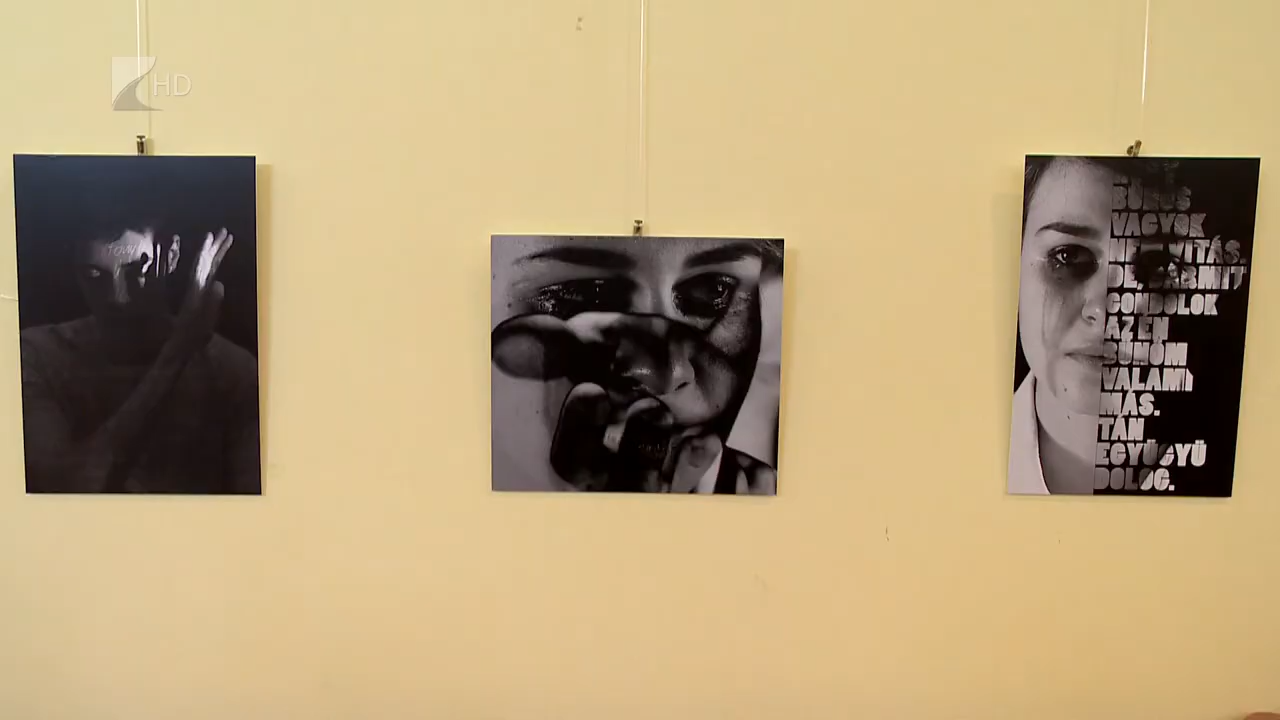 HD
BŰNÖS
VAGYOK
NEM VITÁS,
DE, BÁRMIT
GONDOLOK
AZ ÉN
BŰNÖM
VALAMI
MÁS.
TÁN
EGYÜGYŰ
DOLOG.